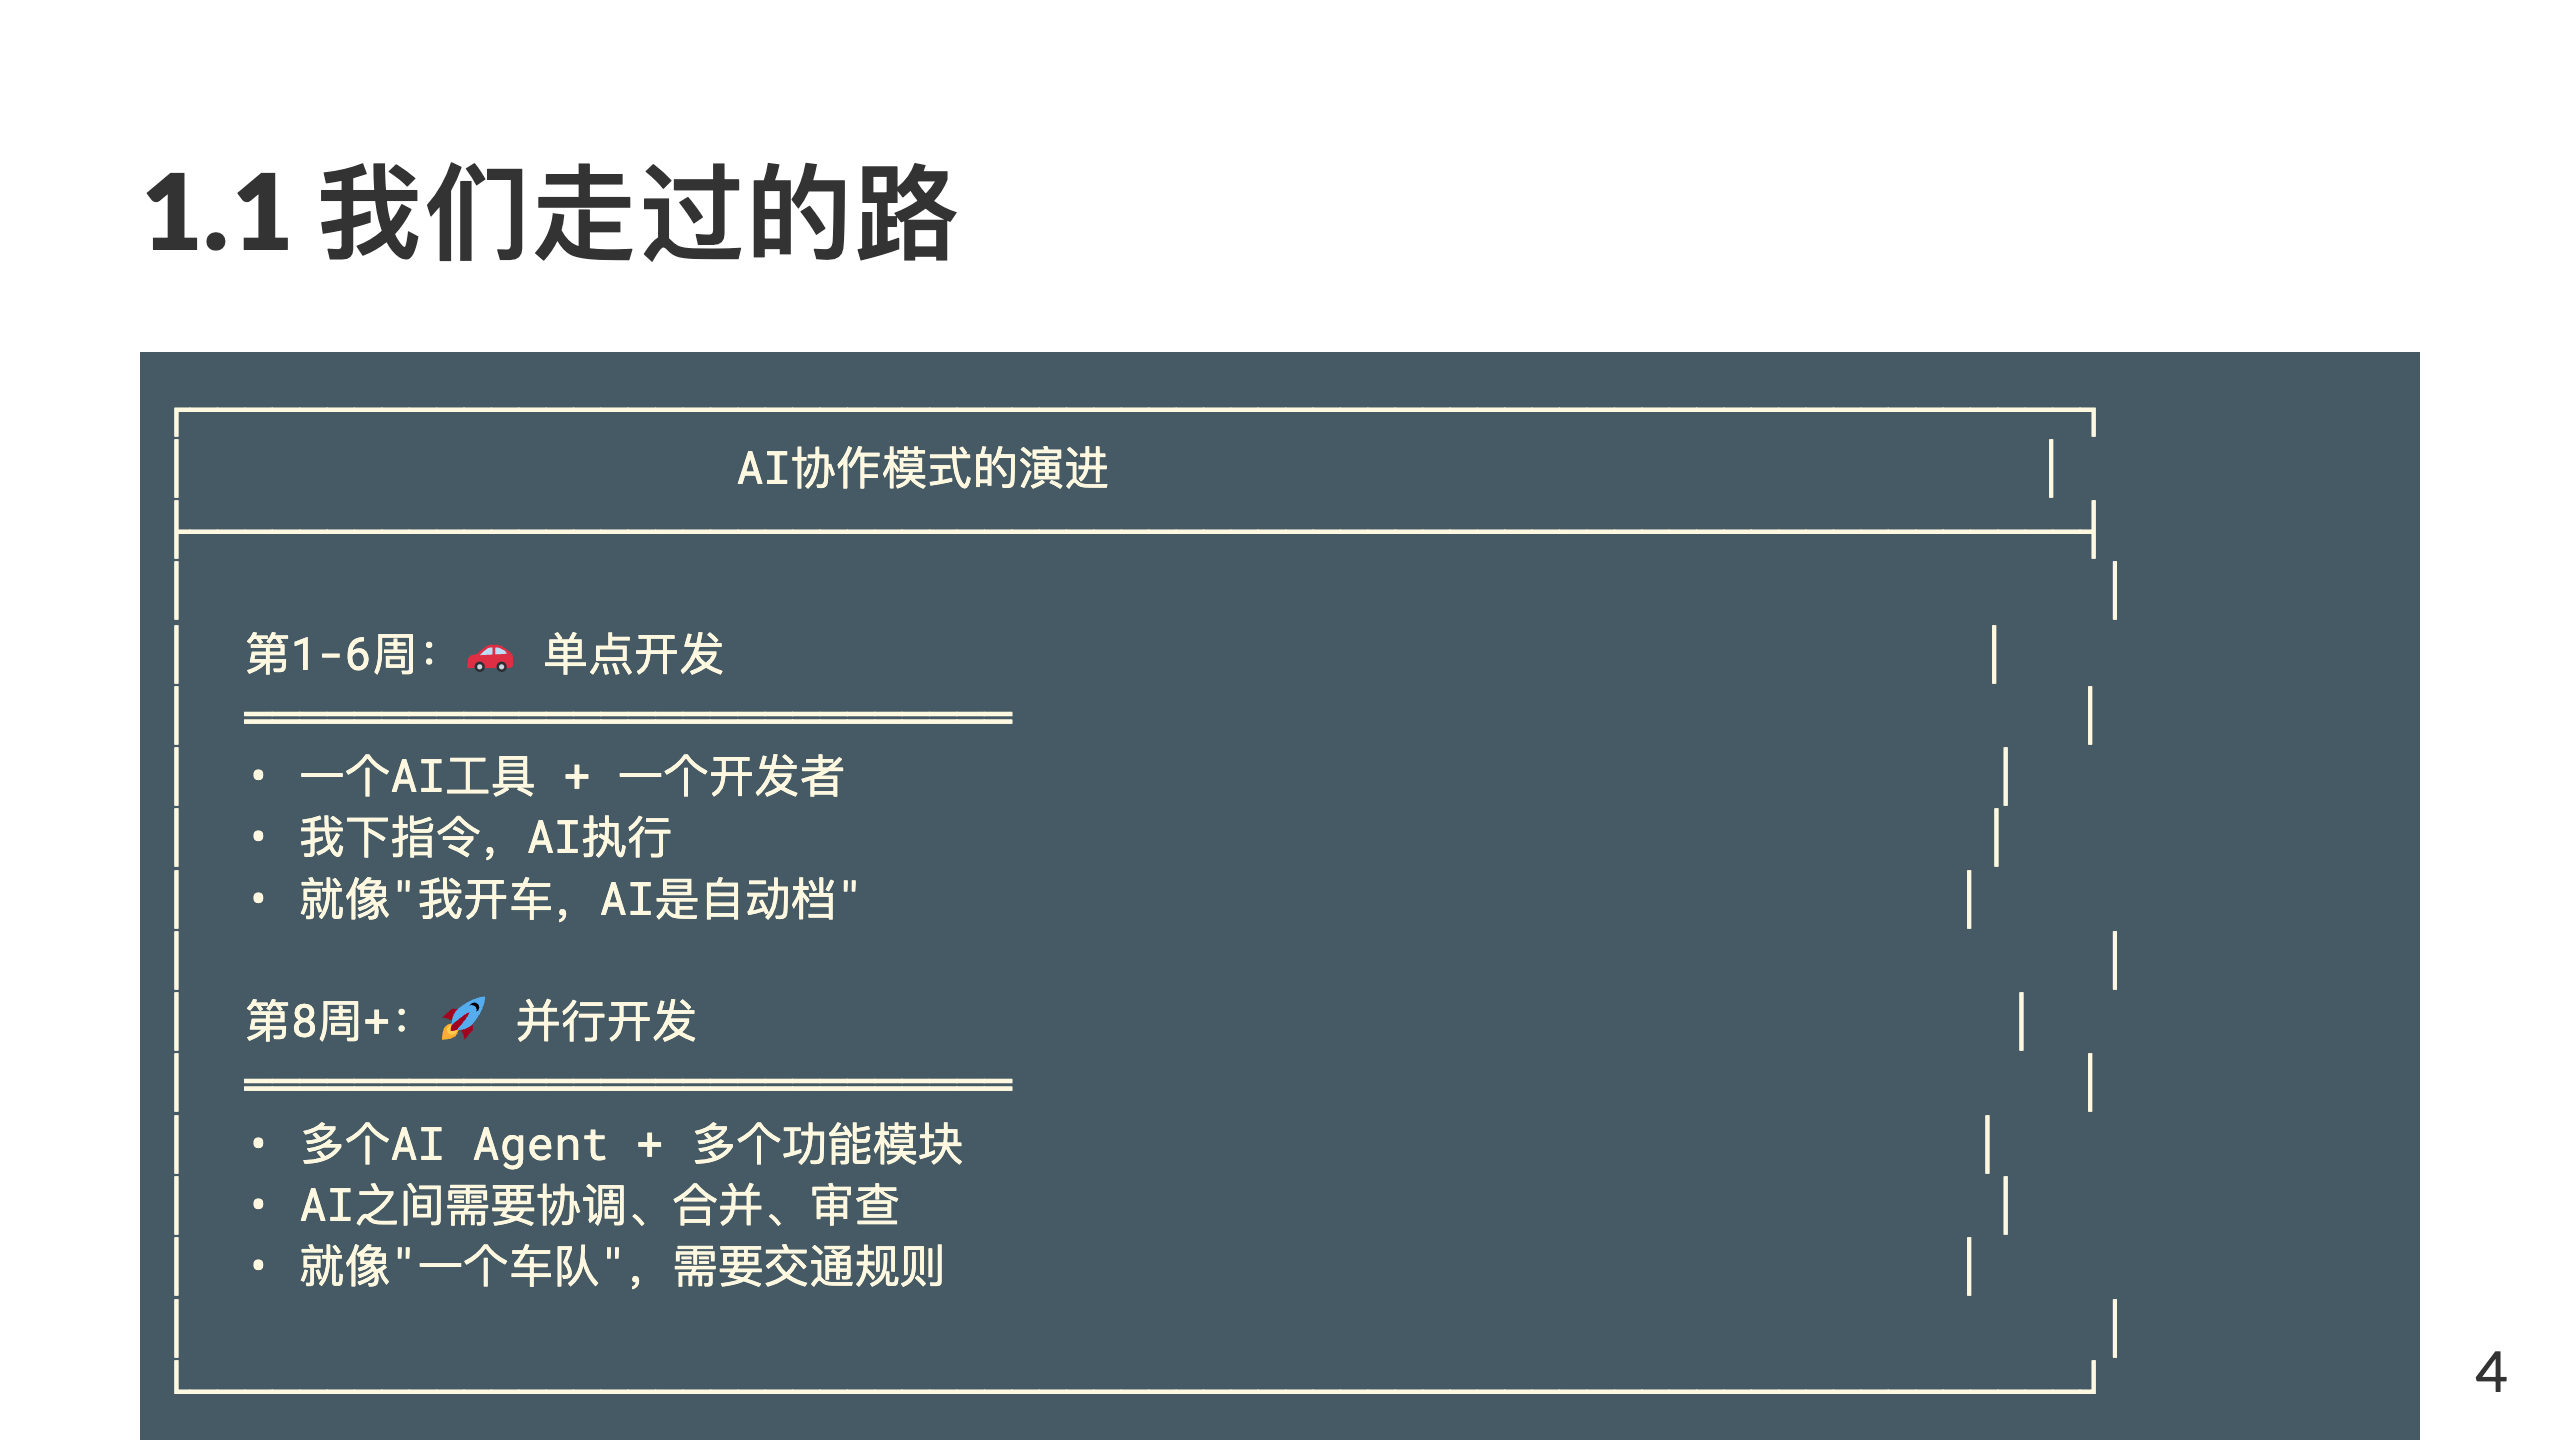 1.1 我们走过的路
AI协作模式的演进
第1-6周：🚗 单点开发
• 一个AI工具 + 一个开发者
• 我下指令，AI执行
• 就像"我开车，AI是自动档"
第8周+：🚀 并行开发
• 多个AI Agent + 多个功能模块
• AI之间需要协调、合并、审查
• 就像"一个车队"，需要交通规则
4